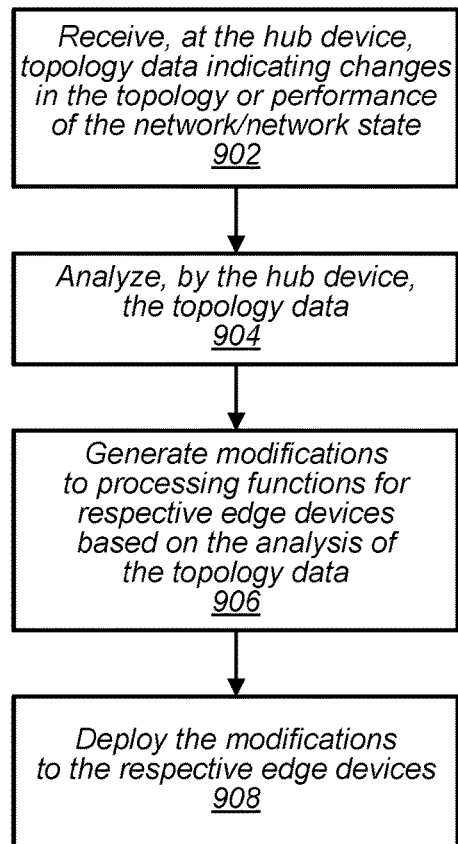 Receive, at the hub device,
topology data indicating changes
in the topology or performance
of the network/network state
902
Analyze, by the hub device,
the topology data
904
Generate modifications
to processing functions for
respective edge devices
based on the analysis of
the topology data
906
Deploy the modifications
to the respective edge devices
908